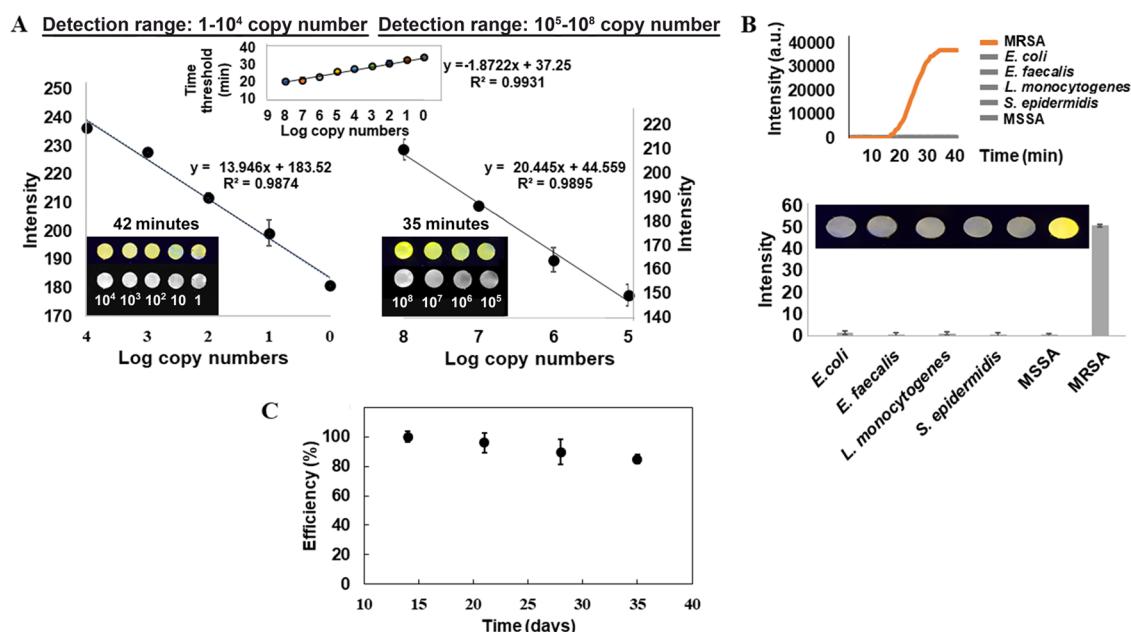 A
Detection range: 1-10⁴ copy number
Detection range: 10⁵-10⁸ copy number
Time threshold (min)
40
30
20
10
9 8 7 6 5 4 3 2 1 0
Log copy numbers
y =-1.8722x + 37.25
R² = 0.9931
Intensity
250
240
230
220
210
200
190
180
170
y = 13.946x + 183.52
R² = 0.9874
42 minutes
10⁴ 10³ 10² 10 1
4 3 2 1 0
Log copy numbers
y = 20.445x + 44.559
R² = 0.9895
35 minutes
10⁸ 10⁷ 10⁶ 10⁵
8 7 6 5
Log copy numbers
220
210
200
190
180
170
160
150
140
Intensity
B
Intensity (a.u.)
40000
30000
20000
10000
0
10 20 30 40
Time (min)
MRSA
E. coli
E. faecalis
L. monocytogenes
S. epidermidis
MSSA
Intensity
60
50
40
30
20
10
0
E.coli
E. faecalis
L. monocytogenes
S. epidermidis
MSSA
MRSA
C
Efficiency (%)
120
100
80
60
40
20
0
10 15 20 25 30 35 40
Time (days)